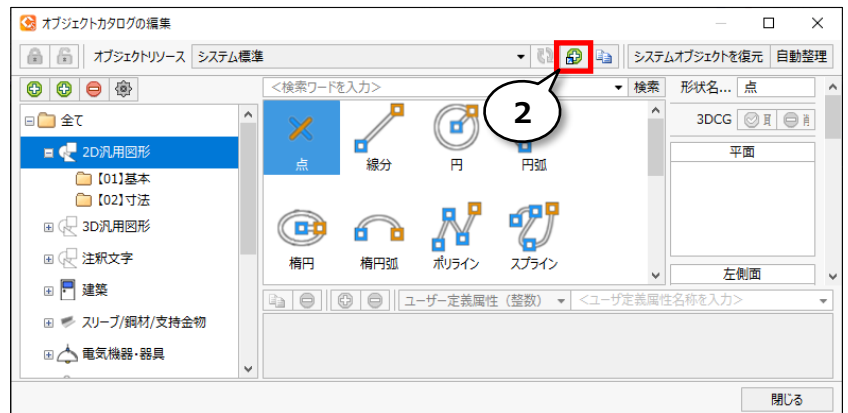 オブジェクトカタログの編集
オブジェクトリソース システム標準 システムオブジェクトを復元 自動整理
<検索ワードを入力> 検索 形状名... 点
2
全て
3DCG
2D汎用図形
点 線分 円 円弧
平面
【01】基本
【02】寸法
3D汎用図形
注釈文字
楕円 楕円弧 ポリライン スプライン
左側面
建築
ユーザー定義属性（整数） <ユーザ定義属性名称を入力>
スリーブ/鋼材/支持金物
電気機器・器具
閉じる